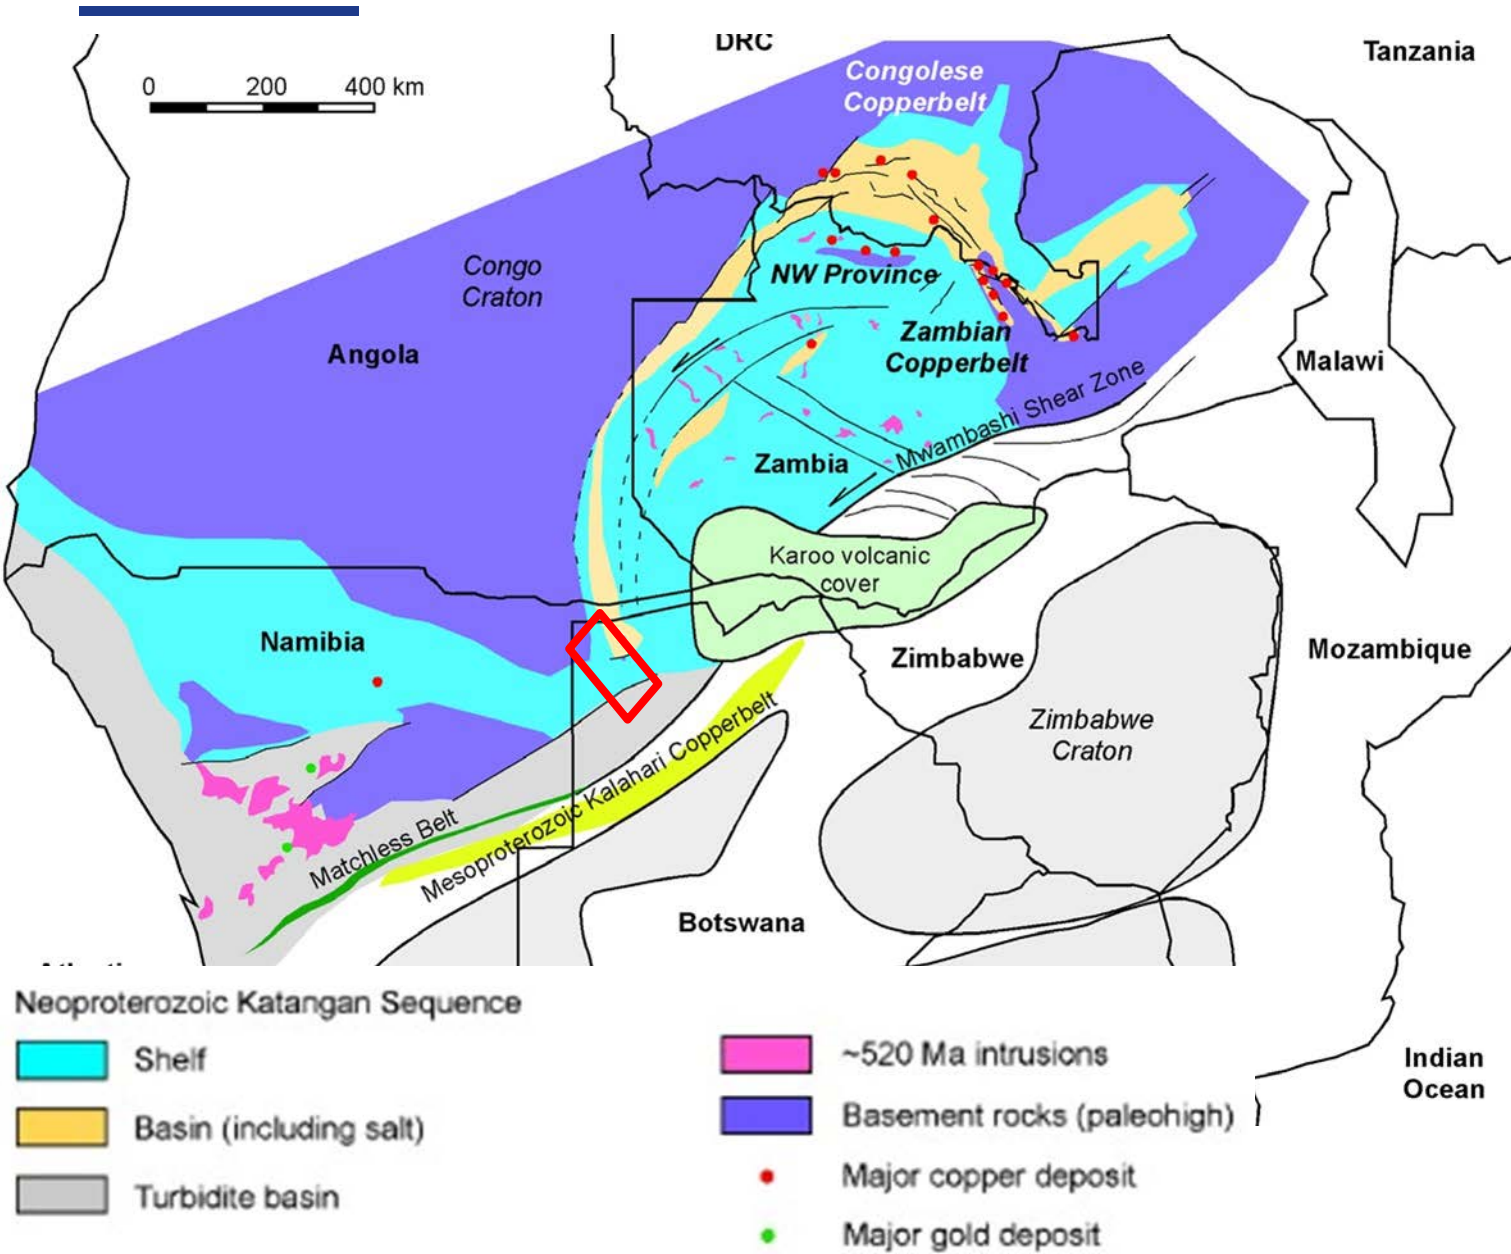 DRC
Tanzania
0 200 400 km
Congolese
Copperbelt
Congo
Craton
NW Province
Angola
Zambian
Copperbelt
Malawi
Mwambashi Shear Zone
Zambia
Karoo volcanic
cover
Namibia
Zimbabwe
Mozambique
Zimbabwe
Craton
Matchless Belt
Mesoproterozoic Kalahari Copperbelt
Botswana
Neoproterozoic Katangan Sequence
Shelf
Basin (including salt)
Turbidite basin
~520 Ma intrusions
Basement rocks (paleohigh)
Major copper deposit
Major gold deposit
Indian
Ocean